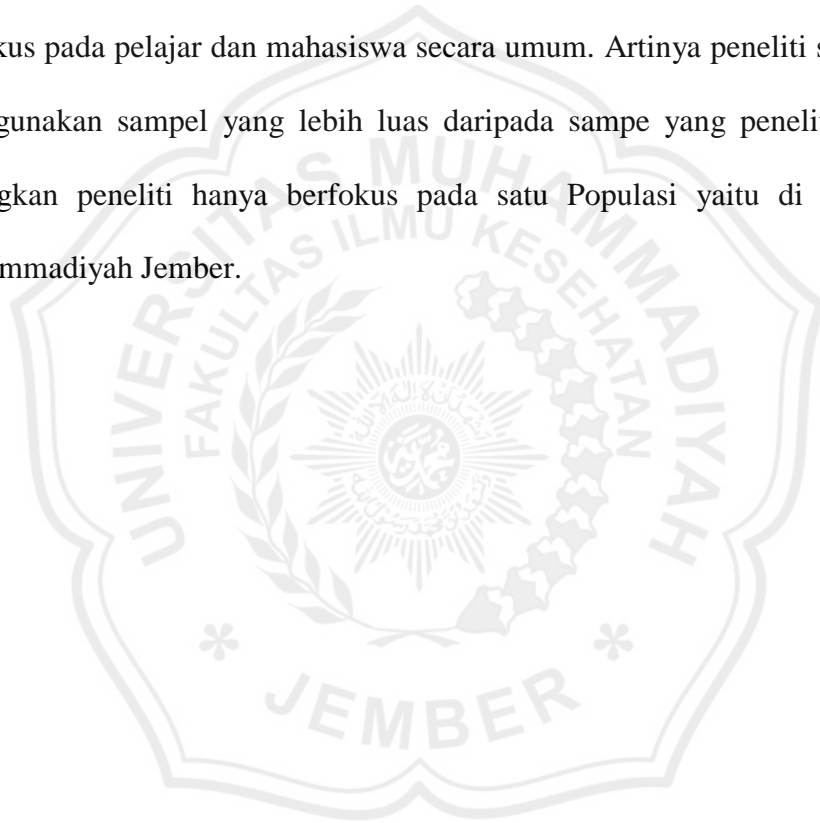 kus pada pelajar dan mahasiswa secara umum. Artinya peneliti s
gunakan sampel yang lebih luas daripada sampe yang penelit
gkan peneliti hanya berfokus pada satu Populasi yaitu di
mmadiyah Jember.
UNIVERSITAS MUHAMMADIYAH
FAKULTAS ILMU KESEHATAN
JEMBER